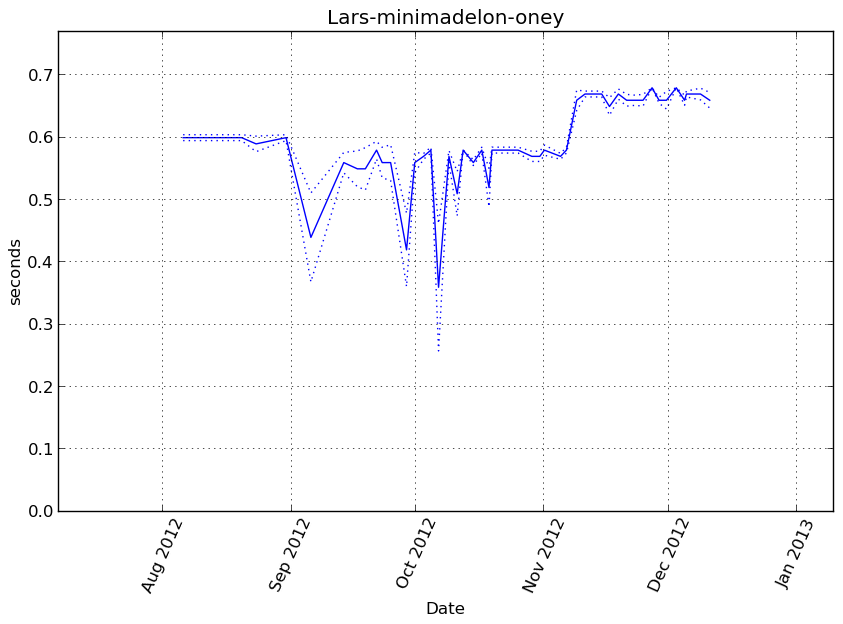 Lars-minimadelon-oney
0.7
0.6
0.5
0.4
0.3
0.2
0.1
0.0
seconds
Aug 2012
Sep 2012
Oct 2012
Nov 2012
Dec 2012
Jan 2013
Date